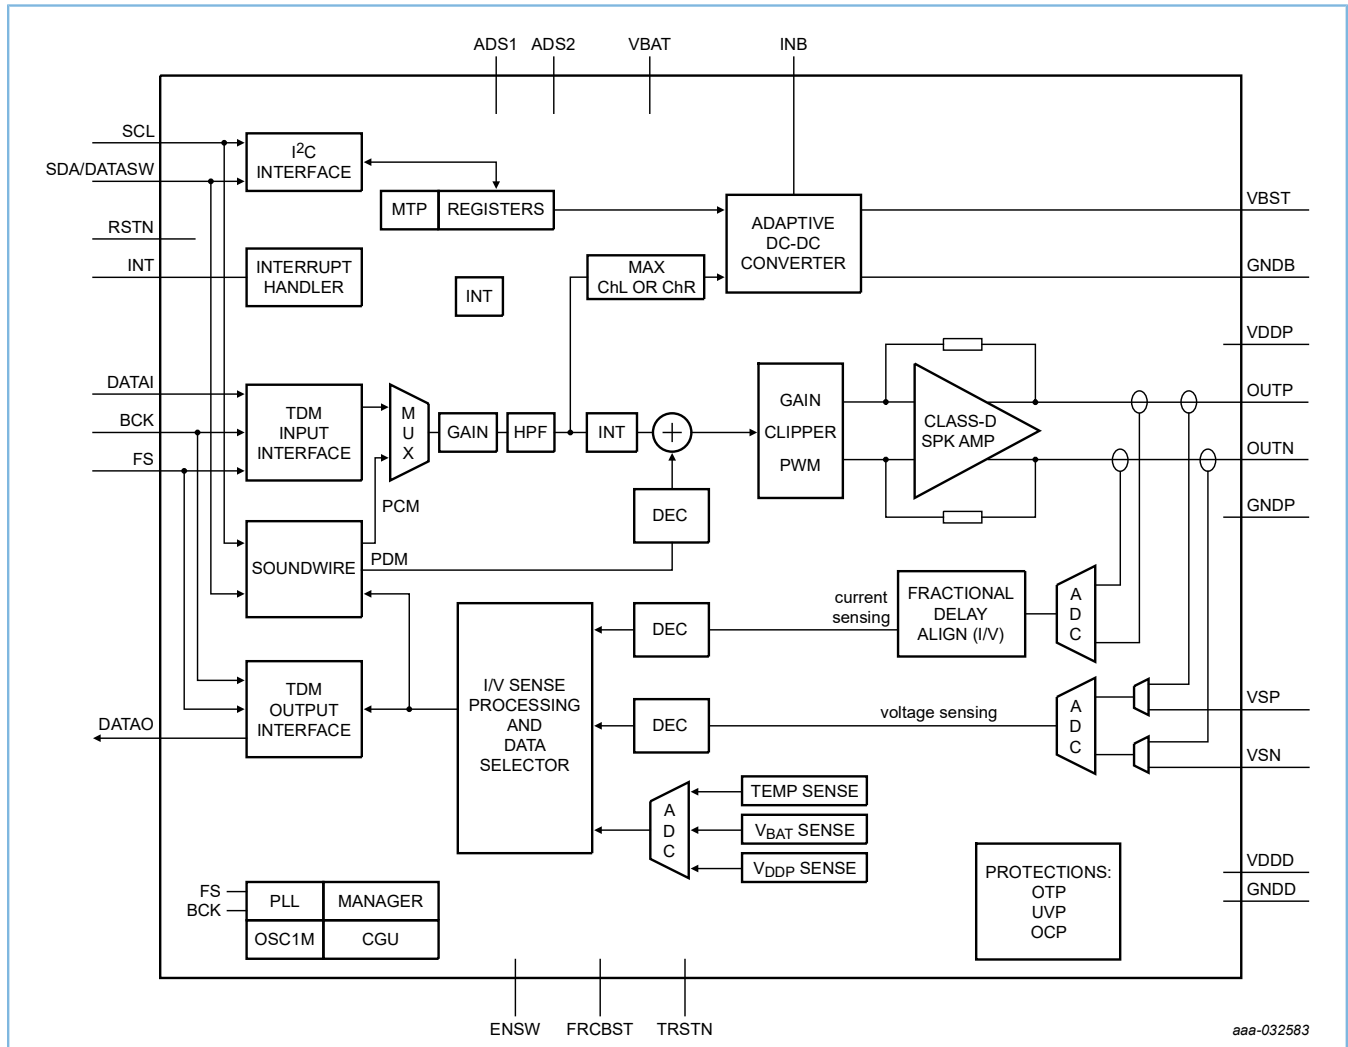 ADS1 ADS2 VBAT INB
SCL
SDA/DATASW
RSTN
INT
I2C
INTERFACE
MTP REGISTERS
INTERRUPT
HANDLER
INT
MAX
ChL OR ChR
ADAPTIVE
DC-DC
CONVERTER
VBST
GNDB
VDDP
OUTP
OUTN
GNDP
DATAI
BCK
FS
TDM
INPUT
INTERFACE
M
U
X
GAIN
HPF
INT
+
GAIN
CLIPPER
PWM
CLASS-D
SPK AMP
DEC
PCM
PDM
SOUNDWIRE
current
sensing
FRACTIONAL
DELAY
ALIGN (I/V)
A
D
C
DEC
I/V SENSE
PROCESSING
AND
DATA
SELECTOR
TDM
OUTPUT
INTERFACE
DATAO
DEC
voltage sensing
A
D
C
VSP
VSN
A
D
C
TEMP SENSE
VBAT SENSE
VDDP SENSE
PROTECTIONS:
OTP
UVP
OCP
VDDD
GNDD
FS
BCK
PLL MANAGER
OSC1M CGU
ENSW FRCBST TRSTN
aaa-032583